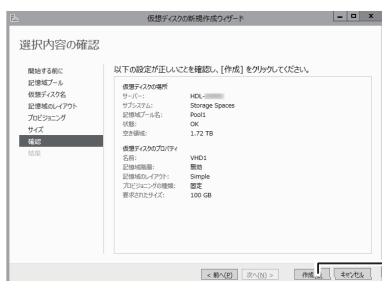 仮想ディスクの新規作成ウィザード
選択内容の確認
開始する前に
記憶域プール
仮想ディスク名
記憶域のレイアウト
プロビジョニング
サイズ
確認
結果
以下の設定が正しいことを確認し、[作成] をクリックしてください。
仮想ディスクの場所
サーバー: HDL-
サブシステム: Storage Spaces
記憶域プール名: Pool1
状態: OK
空き領域: 1.72 TB
仮想ディスクのプロパティ
名前: VHD1
記憶域階層: 無効
記憶域のレイアウト: Simple
プロビジョニングの種類: 固定
要求されたサイズ: 100 GB
< 前へ(P) 次へ(N) > 作成 キャンセル